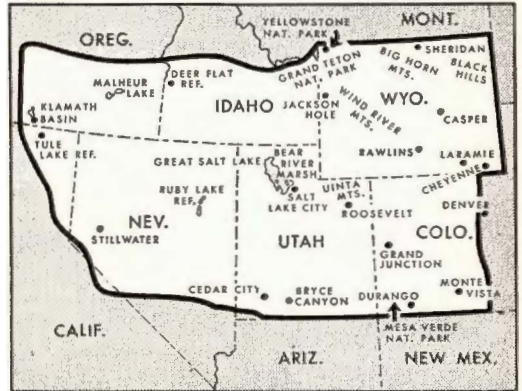 YELLOWSTONE
NAT. PARK
MONT.
OREG.
SHERIDAN
GRAND TETON
NAT. PARK
BIG HORN
MTS.
BLACK
HILLS
MALHEUR
LAKE
DEER FLAT
REF.
IDAHO
JACKSON
HOLE
WIND RIVER
MTS.
WYO.
KLAMATH
BASIN
CASPER
TULE
LAKE REF.
GREAT SALT LAKE
BEAR
RIVER
MARSH
RAWLINS
LARAMIE
CHEYENNE
RUBY LAKE
REF.
SALT
LAKE CITY
UINTA
MTS.
ROOSEVELT
DENVER
NEV.
STILLWATER
UTAH
COLO.
GRAND
JUNCTION
CEDAR CITY
BRYCE
CANYON
DURANGO
MONTE
VISTA
MESA VERDE
NAT. PARK
CALIF.
ARIZ.
NEW MEX.